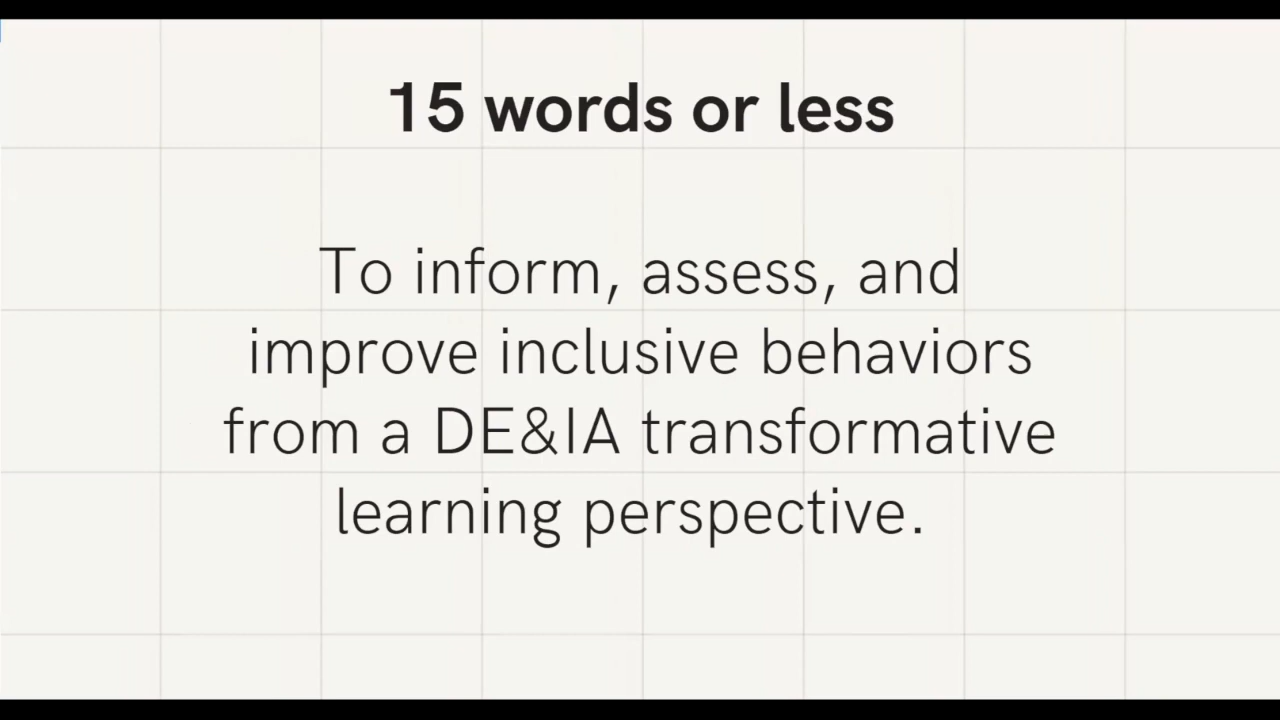 15 words or less
To inform, assess, and
improve inclusive behaviors
from a DE&IA transformative
learning perspective.